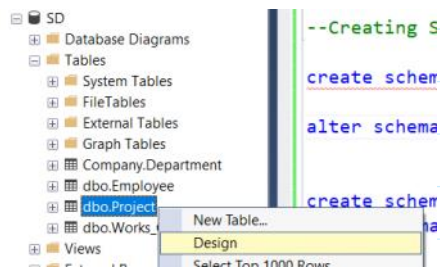 SD
Database Diagrams
Tables
System Tables
FileTables
External Tables
Graph Tables
Company.Department
dbo.Employee
dbo.Project
dbo.Works_
Views
New Table...
Design
Select Top 1000 Rows
--Creating S
create schem
alter schema
create schem